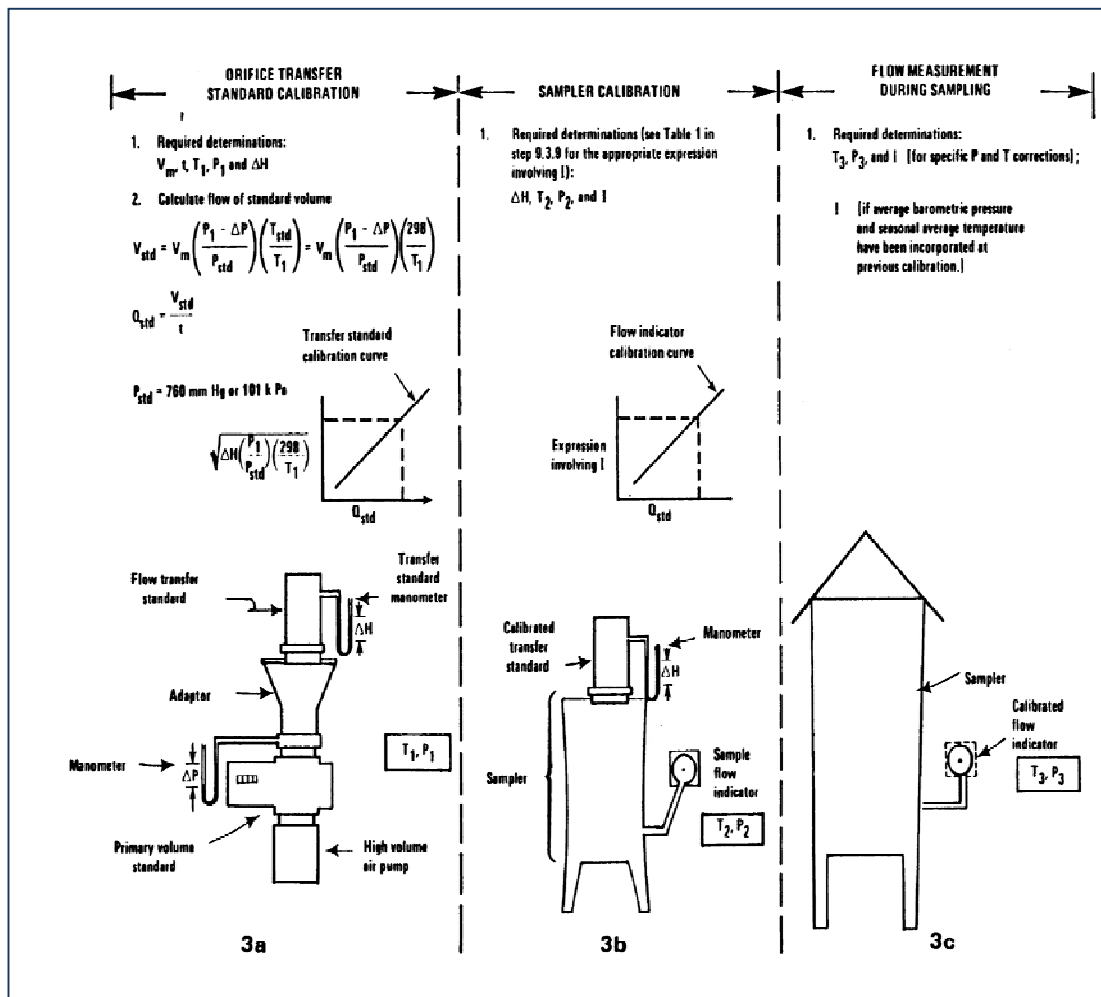 ORIFICE TRANSFER
STANDARD CALIBRATION
1. Required determinations:
Vm, t, T1, P1 and ΔH
2. Calculate flow of standard volume
Vstd = Vm (P1 - ΔP / Pstd) (Tstd / T1) = Vm (P1 - ΔP / Pstd) (298 / T1)
Qstd = Vstd / t
Pstd = 760 mm Hg or 101 k Pa
√ΔH (P1 / Pstd) (298 / T1)
Transfer standard
calibration curve
Qstd
Flow transfer
standard
Transfer
standard
manometer
ΔH
Adaptor
Manometer
ΔP
T1, P1
Primary volume
standard
High volume
air pump
3a
SAMPLER CALIBRATION
1. Required determinations (see Table 1 in
step 9.3.9 for the appropriate expression
involving I):
ΔH, T2, P2, and I
Flow indicator
calibration curve
Expression
involving I
Qstd
Calibrated
transfer
standard
Manometer
ΔH
Sampler
Sample
flow
indicator
T2, P2
3b
FLOW MEASUREMENT
DURING SAMPLING
1. Required determinations:
T3, P3, and I [for specific P and T corrections];
I [if average barometric pressure
and seasonal average temperature
have been incorporated at
previous calibration.]
Sampler
Calibrated
flow
indicator
T3, P3
3c